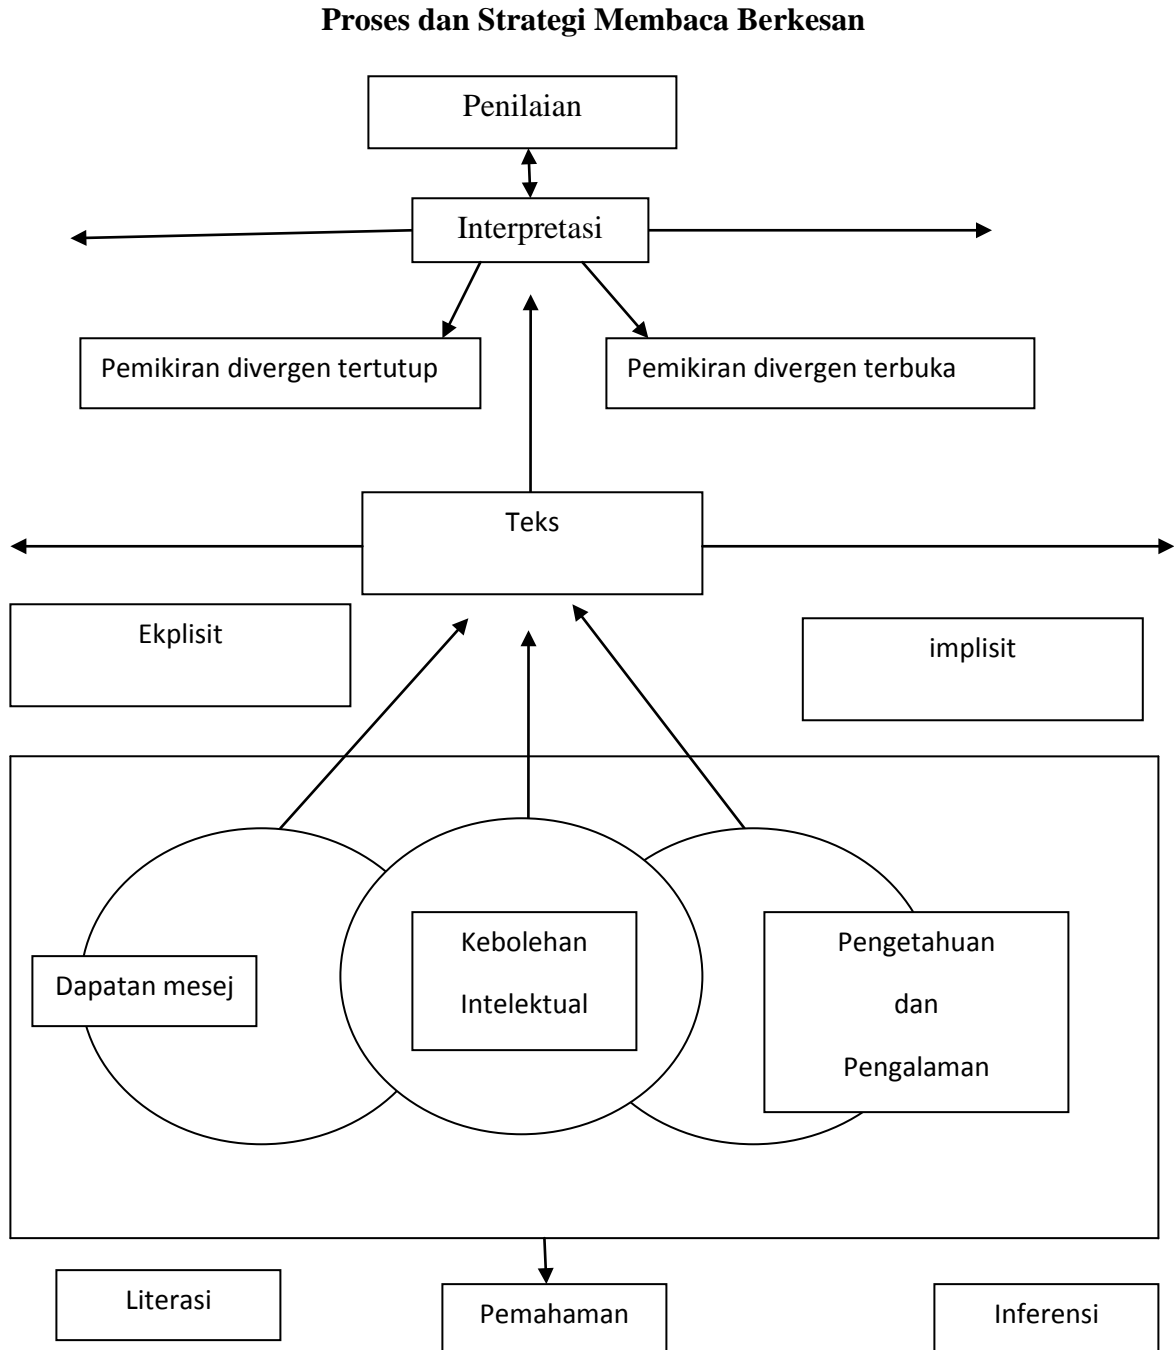 Proses dan Strategi Membaca Berkesan
Penilaian
Interpretasi
Pemikiran divergen tertutup
Pemikiran divergen terbuka
Teks
Ekplisit
implisit
Dapatan mesej
Kebolehan
Intelektual
Pengetahuan
dan
Pengalaman
Literasi
Pemahaman
Inferensi